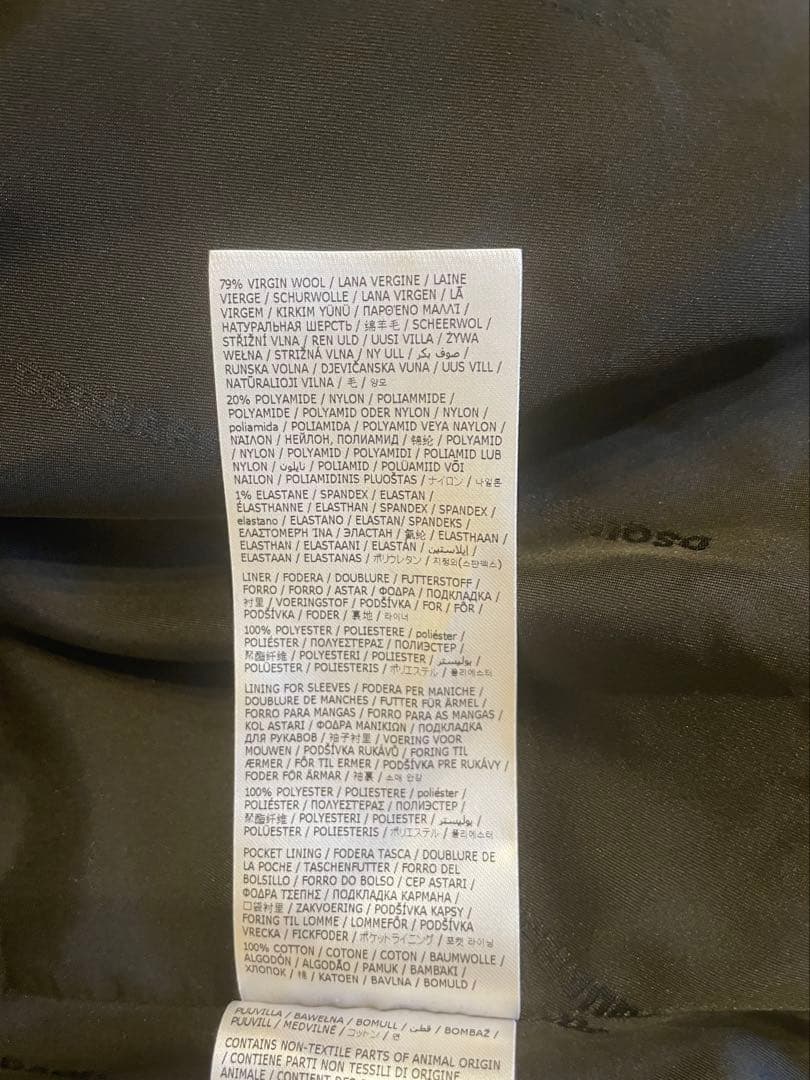 79% VIRGIN WOOL / LANA VERGINE / LAINE
VIERGE / SCHURWOLLE / LANA VIRGEN / LÃ
VIRGEM / KIRKIM YÜNÜ / ΠΑΡΘΈΝΟ ΜΑΛΛΊ /
НАТУРАЛЬНАЯ ШЕРСТЬ / 绵羊毛 / SCHEERWOL /
STŘIŽNÍ VLNA / REN ULD / UUSI VILLA / ŻYWA
WEŁNA / STRIŽNÁ VLNA / NY ULL / صوف بكر /
RUNSKA VOLNA / DJEVIČANSKA VUNA / UUS VILL /
NATŪRALIOJI VILNA / 毛 / 양모
20% POLYAMIDE / NYLON / POLIAMMIDE /
POLYAMIDE / POLYAMID ODER NYLON / NYLON /
poliamida / POLIAMIDA / POLYAMID VEYA NAYLON /
ΝΆΙΛΟΝ / НЕЙЛОН, ПОЛИАМИД / 锦纶 / POLYAMID
/ NYLON / POLYAMID / POLYAMIDI / POLIAMID LUB
NYLON / نايلون / POLIAMID / POLÜAMIID VÕI
NAILON / POLIAMIDINIS PLUOŠTAS / ナイロン / 나일론
1% ELASTANE / SPANDEX / ELASTAN /
ÉLASTHANNE / ELASTHAN / SPANDEX / SPANDEX /
elastano / ELASTANO / ELASTAN/ SPANDEKS /
ΕΛΑΣΤΟΜΕΡΉ ΊΝΑ / ЭЛАСТАН / 氨纶 / ELASTHAAN /
ELASTHAN / ELASTAANI / ELASTAN / ايلاستين /
ELASTAAN / ELASTANAS / ポリウレタン / 지정외(스판덱스)
LINER / FODERA / DOUBLURE / FUTTERSTOFF /
FORRO / FORRO / ASTAR / ΦΟΔΡΑ / ПОДКЛАДКА /
衬里 / VOERINGSTOF / PODŠÍVKA / FOR / FÔR /
PODŠÍVKA / FODER / 裏地 / 라이너
100% POLYESTER / POLIESTERE / poliéster /
POLIÉSTER / ΠΟΛΥΕΣΤΈΡΑΣ / ПОЛИЭСТЕР /
聚酯纤维 / POLYESTERI / POLIESTER / بوليستر /
POLÜESTER / POLIESTERIS / ポリエステル / 폴리에스터
LINING FOR SLEEVES / FODERA PER MANICHE /
DOUBLURE DE MANCHES / FUTTER FÜR ÄRMEL /
FORRO PARA MANGAS / FORRO PARA AS MANGAS /
KOL ASTARI / ΦΟΔΡΑ ΜΑΝΙΚΙΩΝ / ПОДКЛАДКА
ДЛЯ РУКАВОВ / 袖子衬里 / VOERING VOOR
MOUWEN / PODŠÍVKA RUKÁVŮ / FORING TIL
ÆRMER / FÔR TIL ERMER / PODŠÍVKA PRE RUKÁVY /
FODER FÖR ÄRMAR / 袖裏 / 소매 안감
100% POLYESTER / POLIESTERE / poliéster /
POLIÉSTER / ΠΟΛΥΕΣΤΈΡΑΣ / ПОЛИЭСТЕР /
聚酯纤维 / POLYESTERI / POLIESTER / بوليستر /
POLÜESTER / POLIESTERIS / ポリエステル / 폴리에스터
POCKET LINING / FODERA TASCA / DOUBLURE DE
LA POCHE / TASCHENFUTTER / FORRO DEL
BOLSILLO / FORRO DO BOLSO / CEP ASTARI /
ΦΟΔΡΑ ΤΣΕΠΗΣ / ПОДКЛАДКА КАРМАНА /
口袋衬里 / ZAKVOERING / PODŠÍVKA KAPSY /
FORING TIL LOMME / LOMMEFÔR / PODŠÍVKA
VRECKA / FICKFODER / ポケットライニング / 포켓 라이닝
100% COTTON / COTONE / COTON / BAUMWOLLE /
ALGODÓN / ALGODÃO / PAMUK / ΒΑΜΒΆΚΙ /
ХЛОПОК / 棉 / KATOEN / BAVLNA / BOMULD /
PUUVILLA / BAWEŁNA / BOMULL / قطن / BOMBAŽ /
PUUVILL / MEDVILNĖ / コットン / 면
CONTAINS NON-TEXTILE PARTS OF ANIMAL ORIGIN
/ CONTIENE PARTI NON TESSILI DI ORIGINE